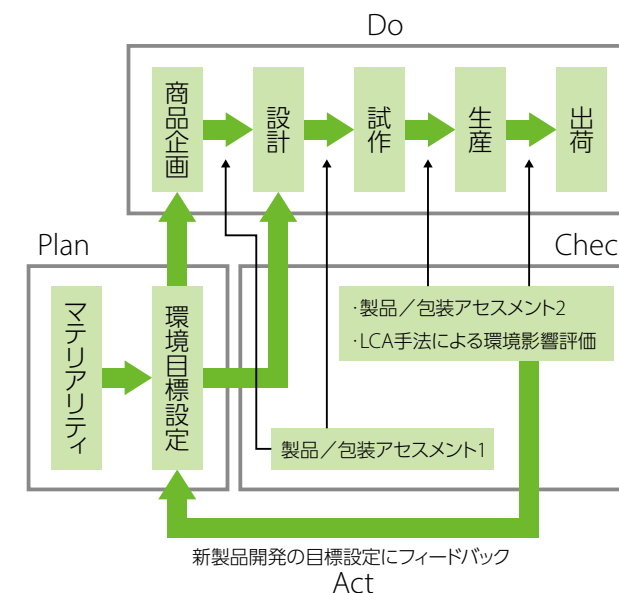 Do
商品企画
設計
試作
生産
出荷
Plan
Chec
マテリアリティ
環境目標設定
・製品／包装アセスメント2
・LCA手法による環境影響評価
製品／包装アセスメント1
新製品開発の目標設定にフィードバック
Act